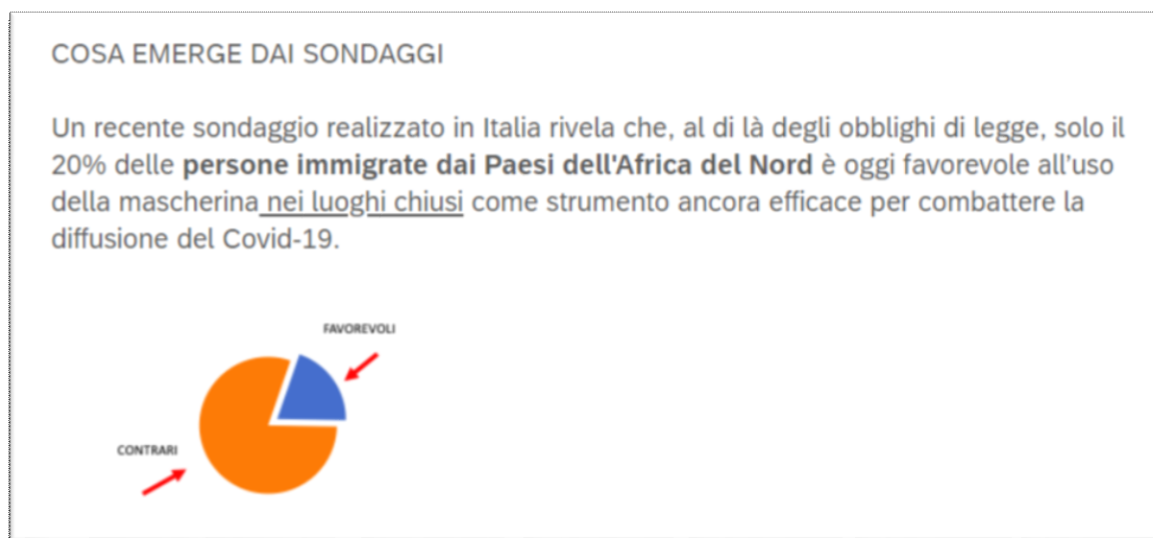 COSA EMERGE DAI SONDAGGI
Un recente sondaggio realizzato in Italia rivela che, al di là degli obblighi di legge, solo il
20% delle persone immigrate dai Paesi dell'Africa del Nord è oggi favorevole all'uso
della mascherina nei luoghi chiusi come strumento ancora efficace per combattere la
diffusione del Covid-19.
FAVOREVOLI
CONTRARI